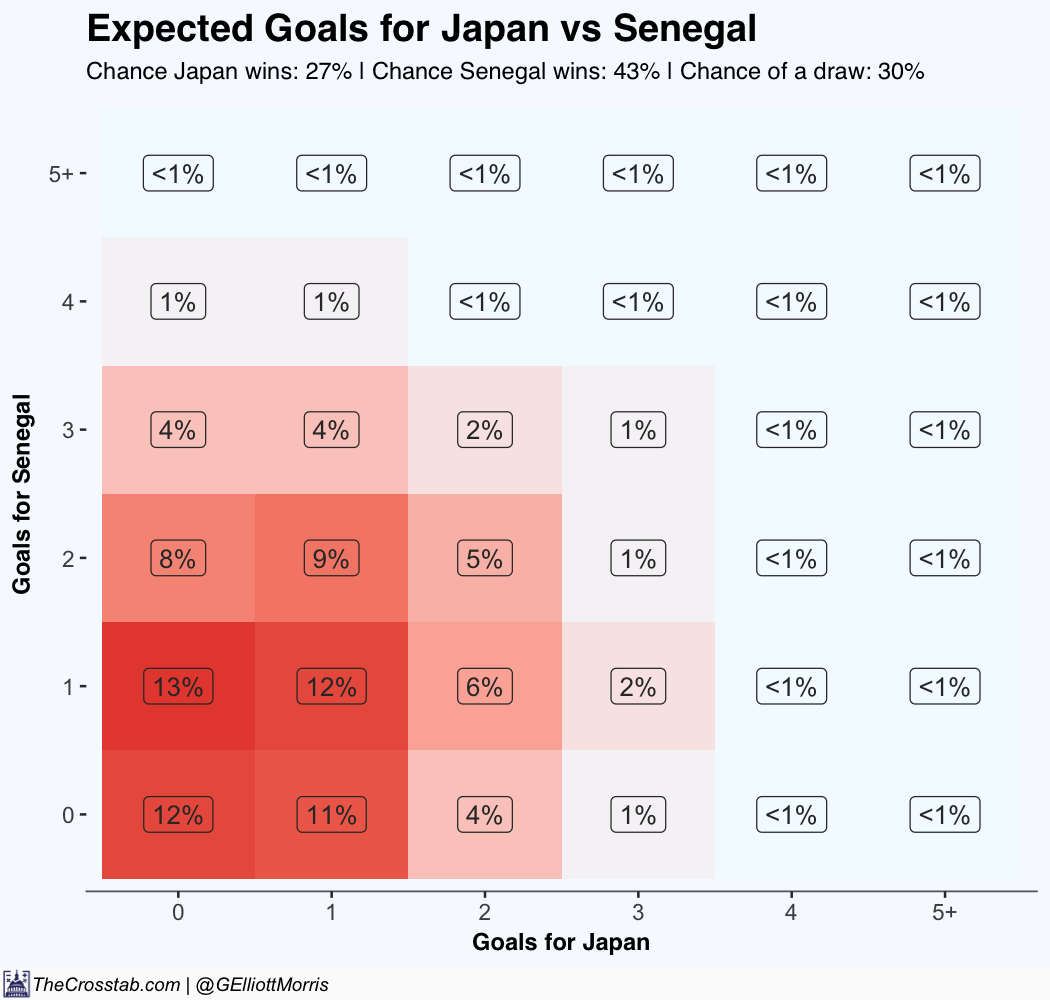 Expected Goals for Japan vs Senegal
Chance Japan wins: 27% | Chance Senegal wins: 43% | Chance of a draw: 30%
5+ <1% <1% <1% <1% <1% <1%
4 1% 1% <1% <1% <1% <1%
3 4% 4% 2% 1% <1% <1%
2 8% 9% 5% 1% <1% <1%
1 13% 12% 6% 2% <1% <1%
0 12% 11% 4% 1% <1% <1%
Goals for Senegal
0 1 2 3 4 5+
Goals for Japan
TheCrosstab.com | @GElliottMorris